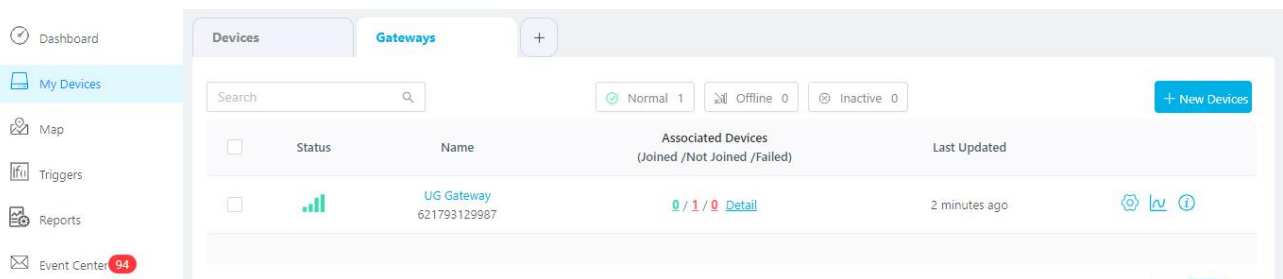 Dashboard
My Devices
Map
Triggers
Reports
Event Center 94
Devices
Gateways
+
Search
Normal 1
Offline 0
Inactive 0
+ New Devices
Status
Name
Associated Devices
(Joined /Not Joined /Failed)
Last Updated
UG Gateway
621793129987
0 / 1 / 0 Detail
2 minutes ago